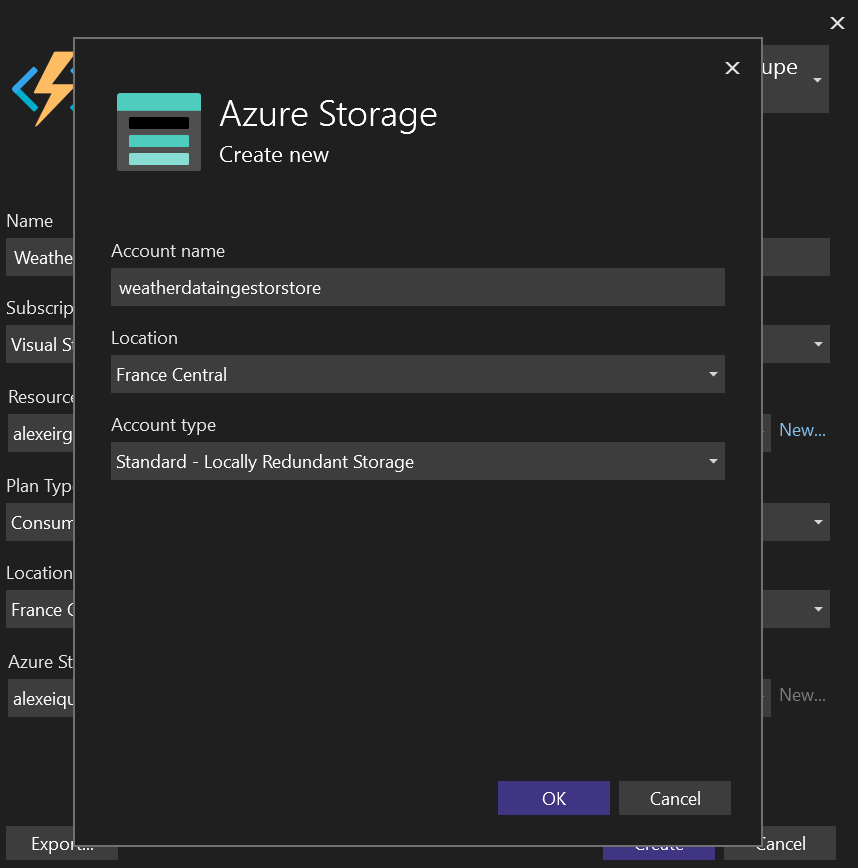 upe
Azure Storage
Create new
Name
Account name
Weathe
weatherdataingestorstore
Subscrip
Location
Visual S
France Central
Resource
Account type
alexeirg
New...
Standard - Locally Redundant Storage
Plan Typ
Consum
Location
France C
Azure St
alexeiqu
New...
OK
Cancel
Export...
Create
Cancel